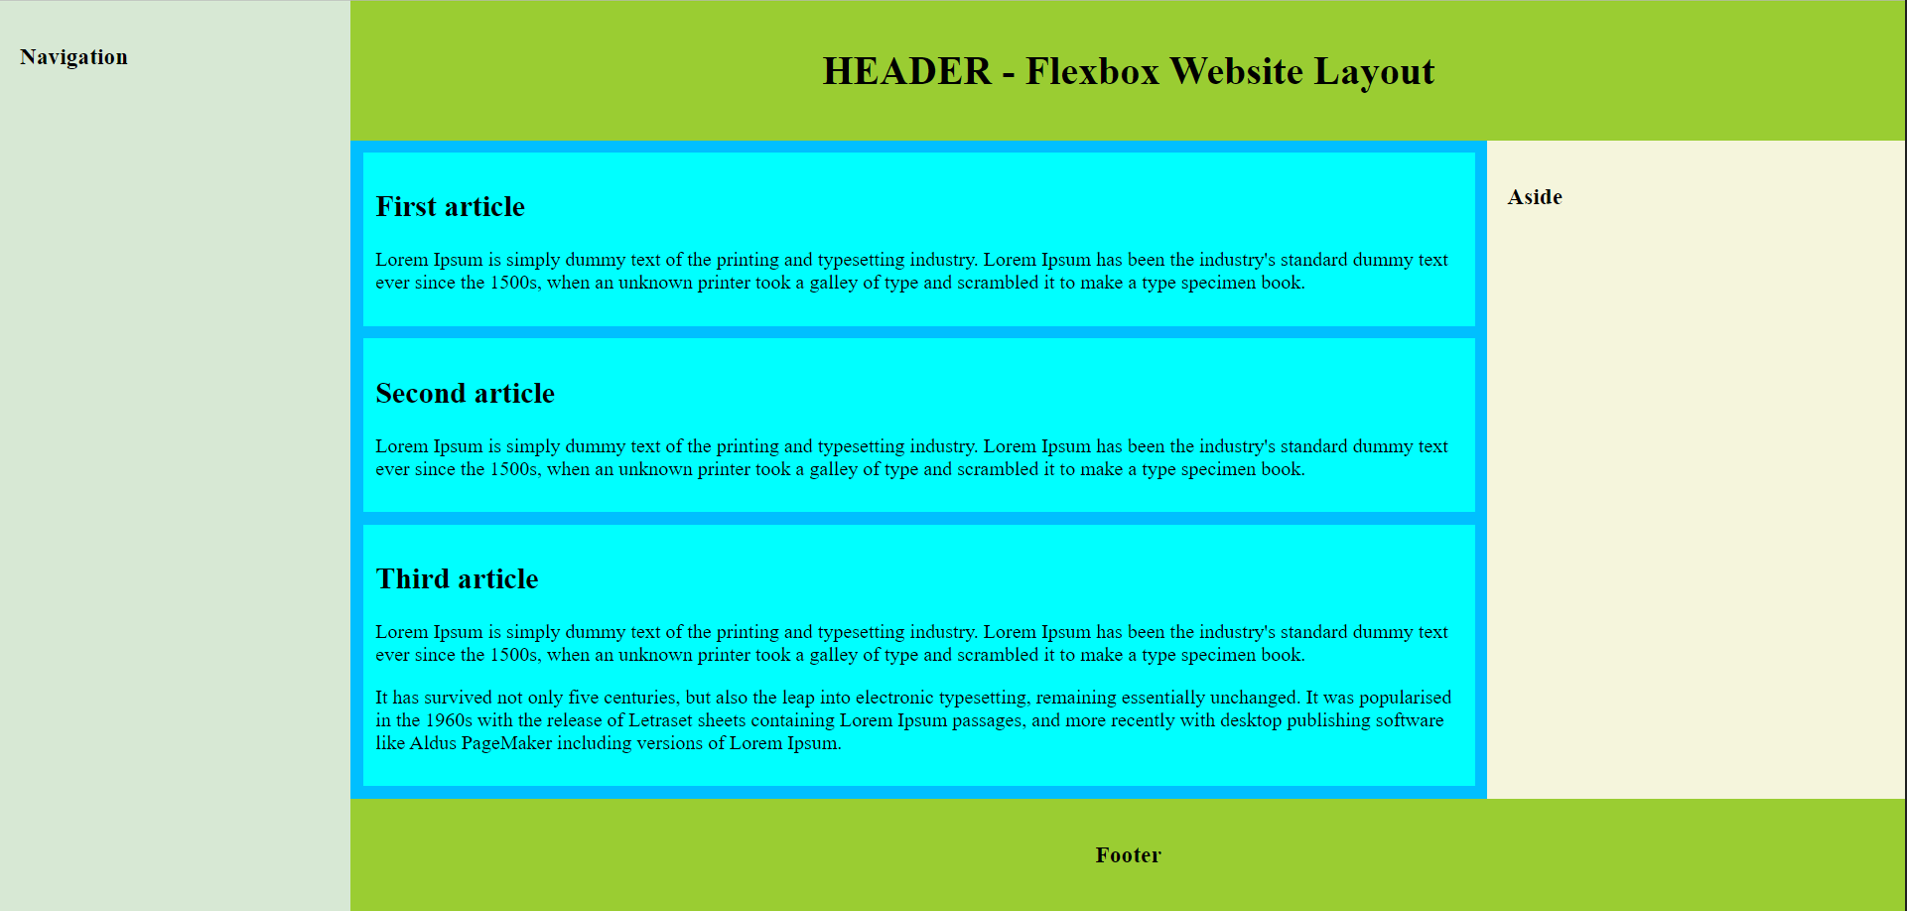 Navigation
HEADER - Flexbox Website Layout
First article
Lorem Ipsum is simply dummy text of the printing and typesetting industry. Lorem Ipsum has been the industry's standard dummy text
ever since the 1500s, when an unknown printer took a galley of type and scrambled it to make a type specimen book.
Second article
Lorem Ipsum is simply dummy text of the printing and typesetting industry. Lorem Ipsum has been the industry's standard dummy text
ever since the 1500s, when an unknown printer took a galley of type and scrambled it to make a type specimen book.
Third article
Lorem Ipsum is simply dummy text of the printing and typesetting industry. Lorem Ipsum has been the industry's standard dummy text
ever since the 1500s, when an unknown printer took a galley of type and scrambled it to make a type specimen book.
It has survived not only five centuries, but also the leap into electronic typesetting, remaining essentially unchanged. It was popularised
in the 1960s with the release of Letraset sheets containing Lorem Ipsum passages, and more recently with desktop publishing software
like Aldus PageMaker including versions of Lorem Ipsum.
Aside
Footer